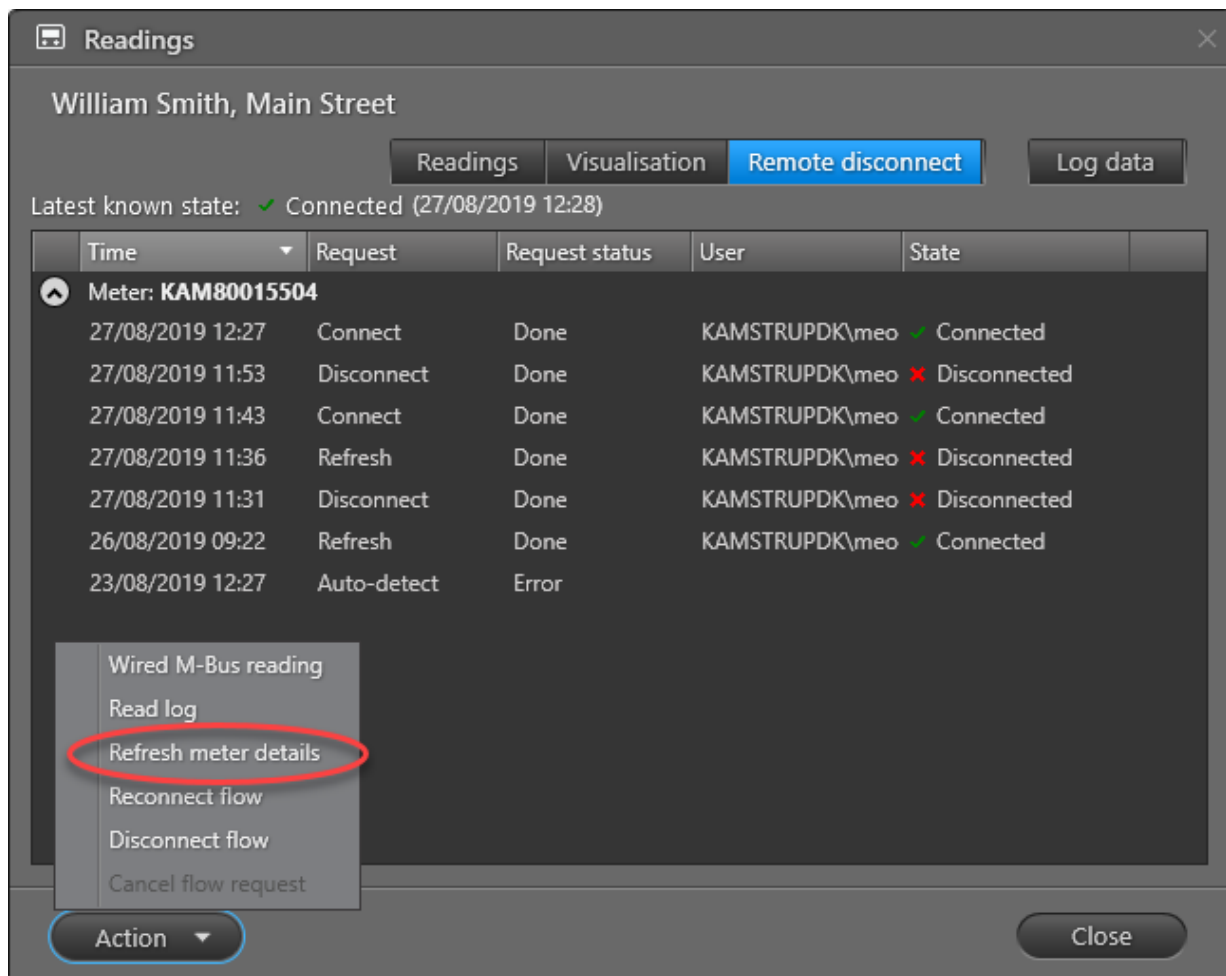 Readings
William Smith, Main Street
Readings Visualisation Remote disconnect Log data
Latest known state: Connected (27/08/2019 12:28)
Time Request Request status User State
Meter: KAM80015504
27/08/2019 12:27 Connect Done KAMSTRUPDK\meo Connected
27/08/2019 11:53 Disconnect Done KAMSTRUPDK\meo Disconnected
27/08/2019 11:43 Connect Done KAMSTRUPDK\meo Connected
27/08/2019 11:36 Refresh Done KAMSTRUPDK\meo Disconnected
27/08/2019 11:31 Disconnect Done KAMSTRUPDK\meo Disconnected
26/08/2019 09:22 Refresh Done KAMSTRUPDK\meo Connected
23/08/2019 12:27 Auto-detect Error
Wired M-Bus reading
Read log
Refresh meter details
Reconnect flow
Disconnect flow
Cancel flow request
Action Close